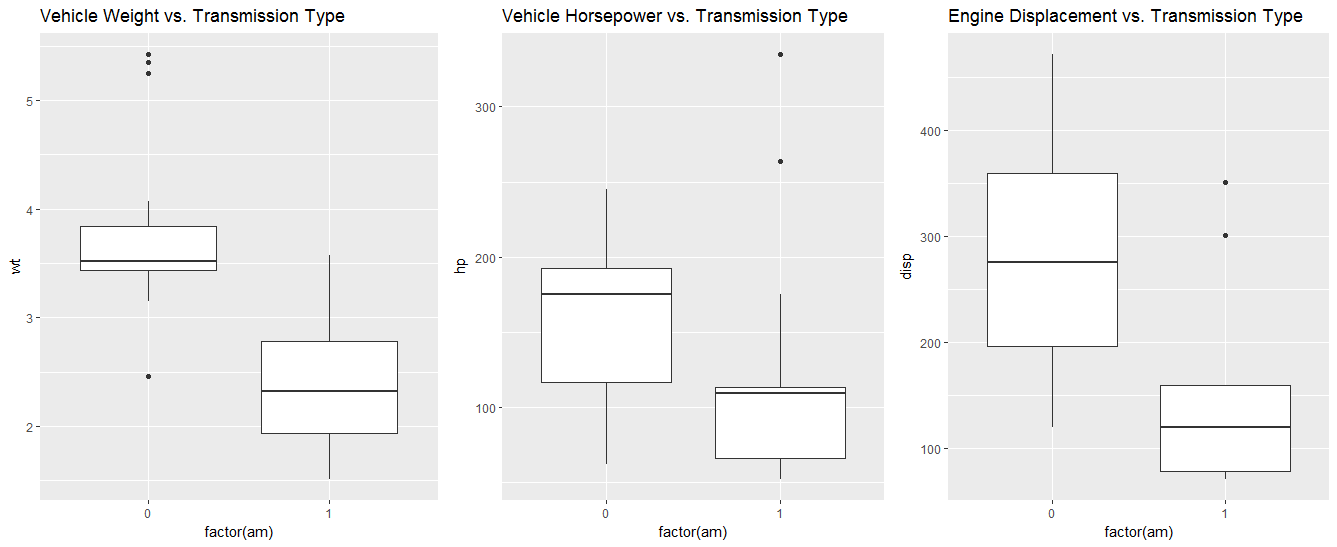 Vehicle Weight vs. Transmission Type
5
4
3
2
wt
0
1
factor(am)
Vehicle Horsepower vs. Transmission Type
300
200
100
hp
0
1
factor(am)
Engine Displacement vs. Transmission Type
400
300
200
100
disp
0
1
factor(am)